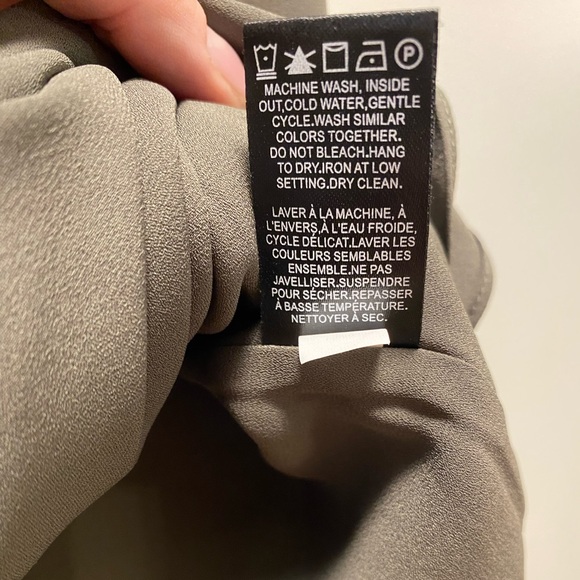 P
MACHINE WASH, INSIDE
OUT,COLD WATER,GENTLE
CYCLE.WASH SIMILAR
COLORS TOGETHER.
DO NOT BLEACH.HANG
TO DRY.IRON AT LOW
SETTING.DRY CLEAN.
LAVER À LA MACHINE, À
L'ENVERS,À L'EAU FROIDE,
CYCLE DÉLICAT.LAVER LES
COULEURS SEMBLABLES
ENSEMBLE.NE PAS
JAVELLISER.SUSPENDRE
POUR SÉCHER.REPASSER
À BASSE TEMPÉRATURE.
NETTOYER À SEC.